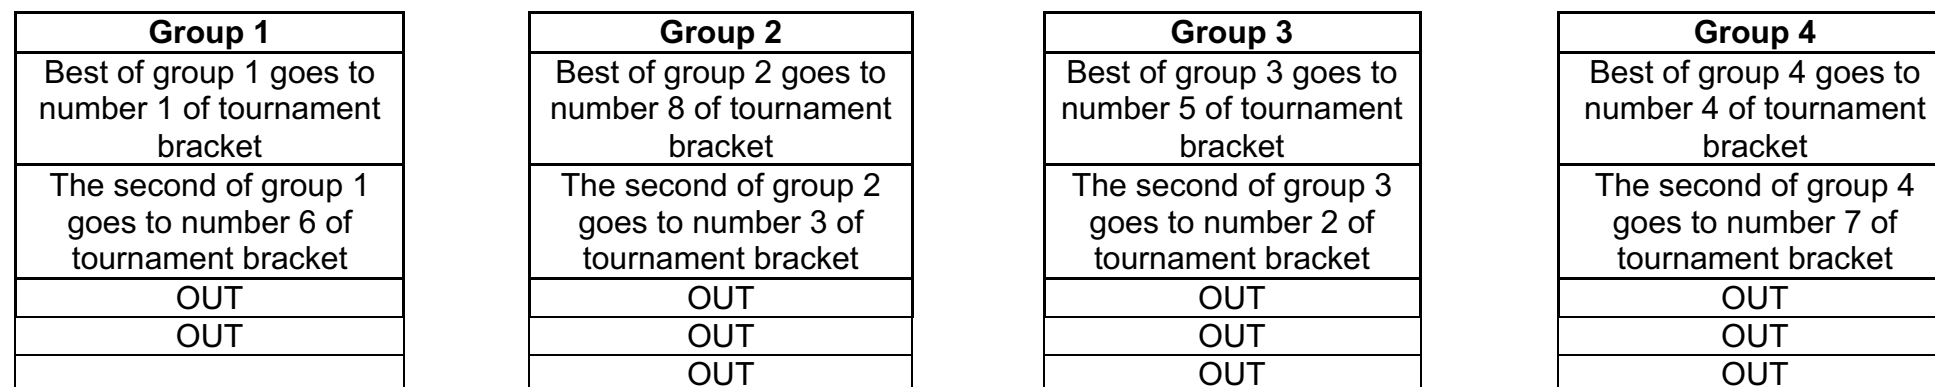 Group 1
Best of group 1 goes to
number 1 of tournament
bracket
The second of group 1
goes to number 6 of
tournament bracket
OUT
OUT
Group 2
Best of group 2 goes to
number 8 of tournament
bracket
The second of group 2
goes to number 3 of
tournament bracket
OUT
OUT
OUT
Group 3
Best of group 3 goes to
number 5 of tournament
bracket
The second of group 3
goes to number 2 of
tournament bracket
OUT
OUT
OUT
Group 4
Best of group 4 goes to
number 4 of tournament
bracket
The second of group 4
goes to number 7 of
tournament bracket
OUT
OUT
OUT